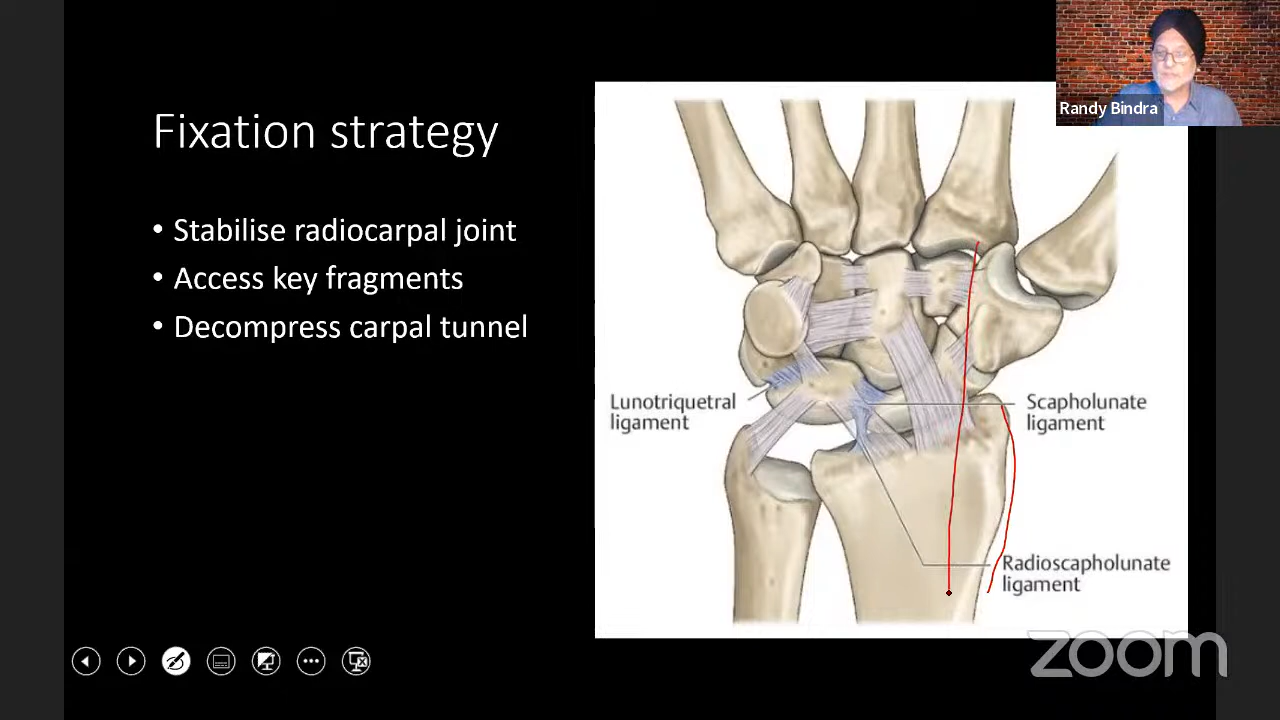 Randy Bindra
Fixation strategy
• Stabilise radiocarpal joint
• Access key fragments
• Decompress carpal tunnel
Lunotriquetral
ligament
Scapholunate
ligament
Radioscapholunate
ligament
zoom